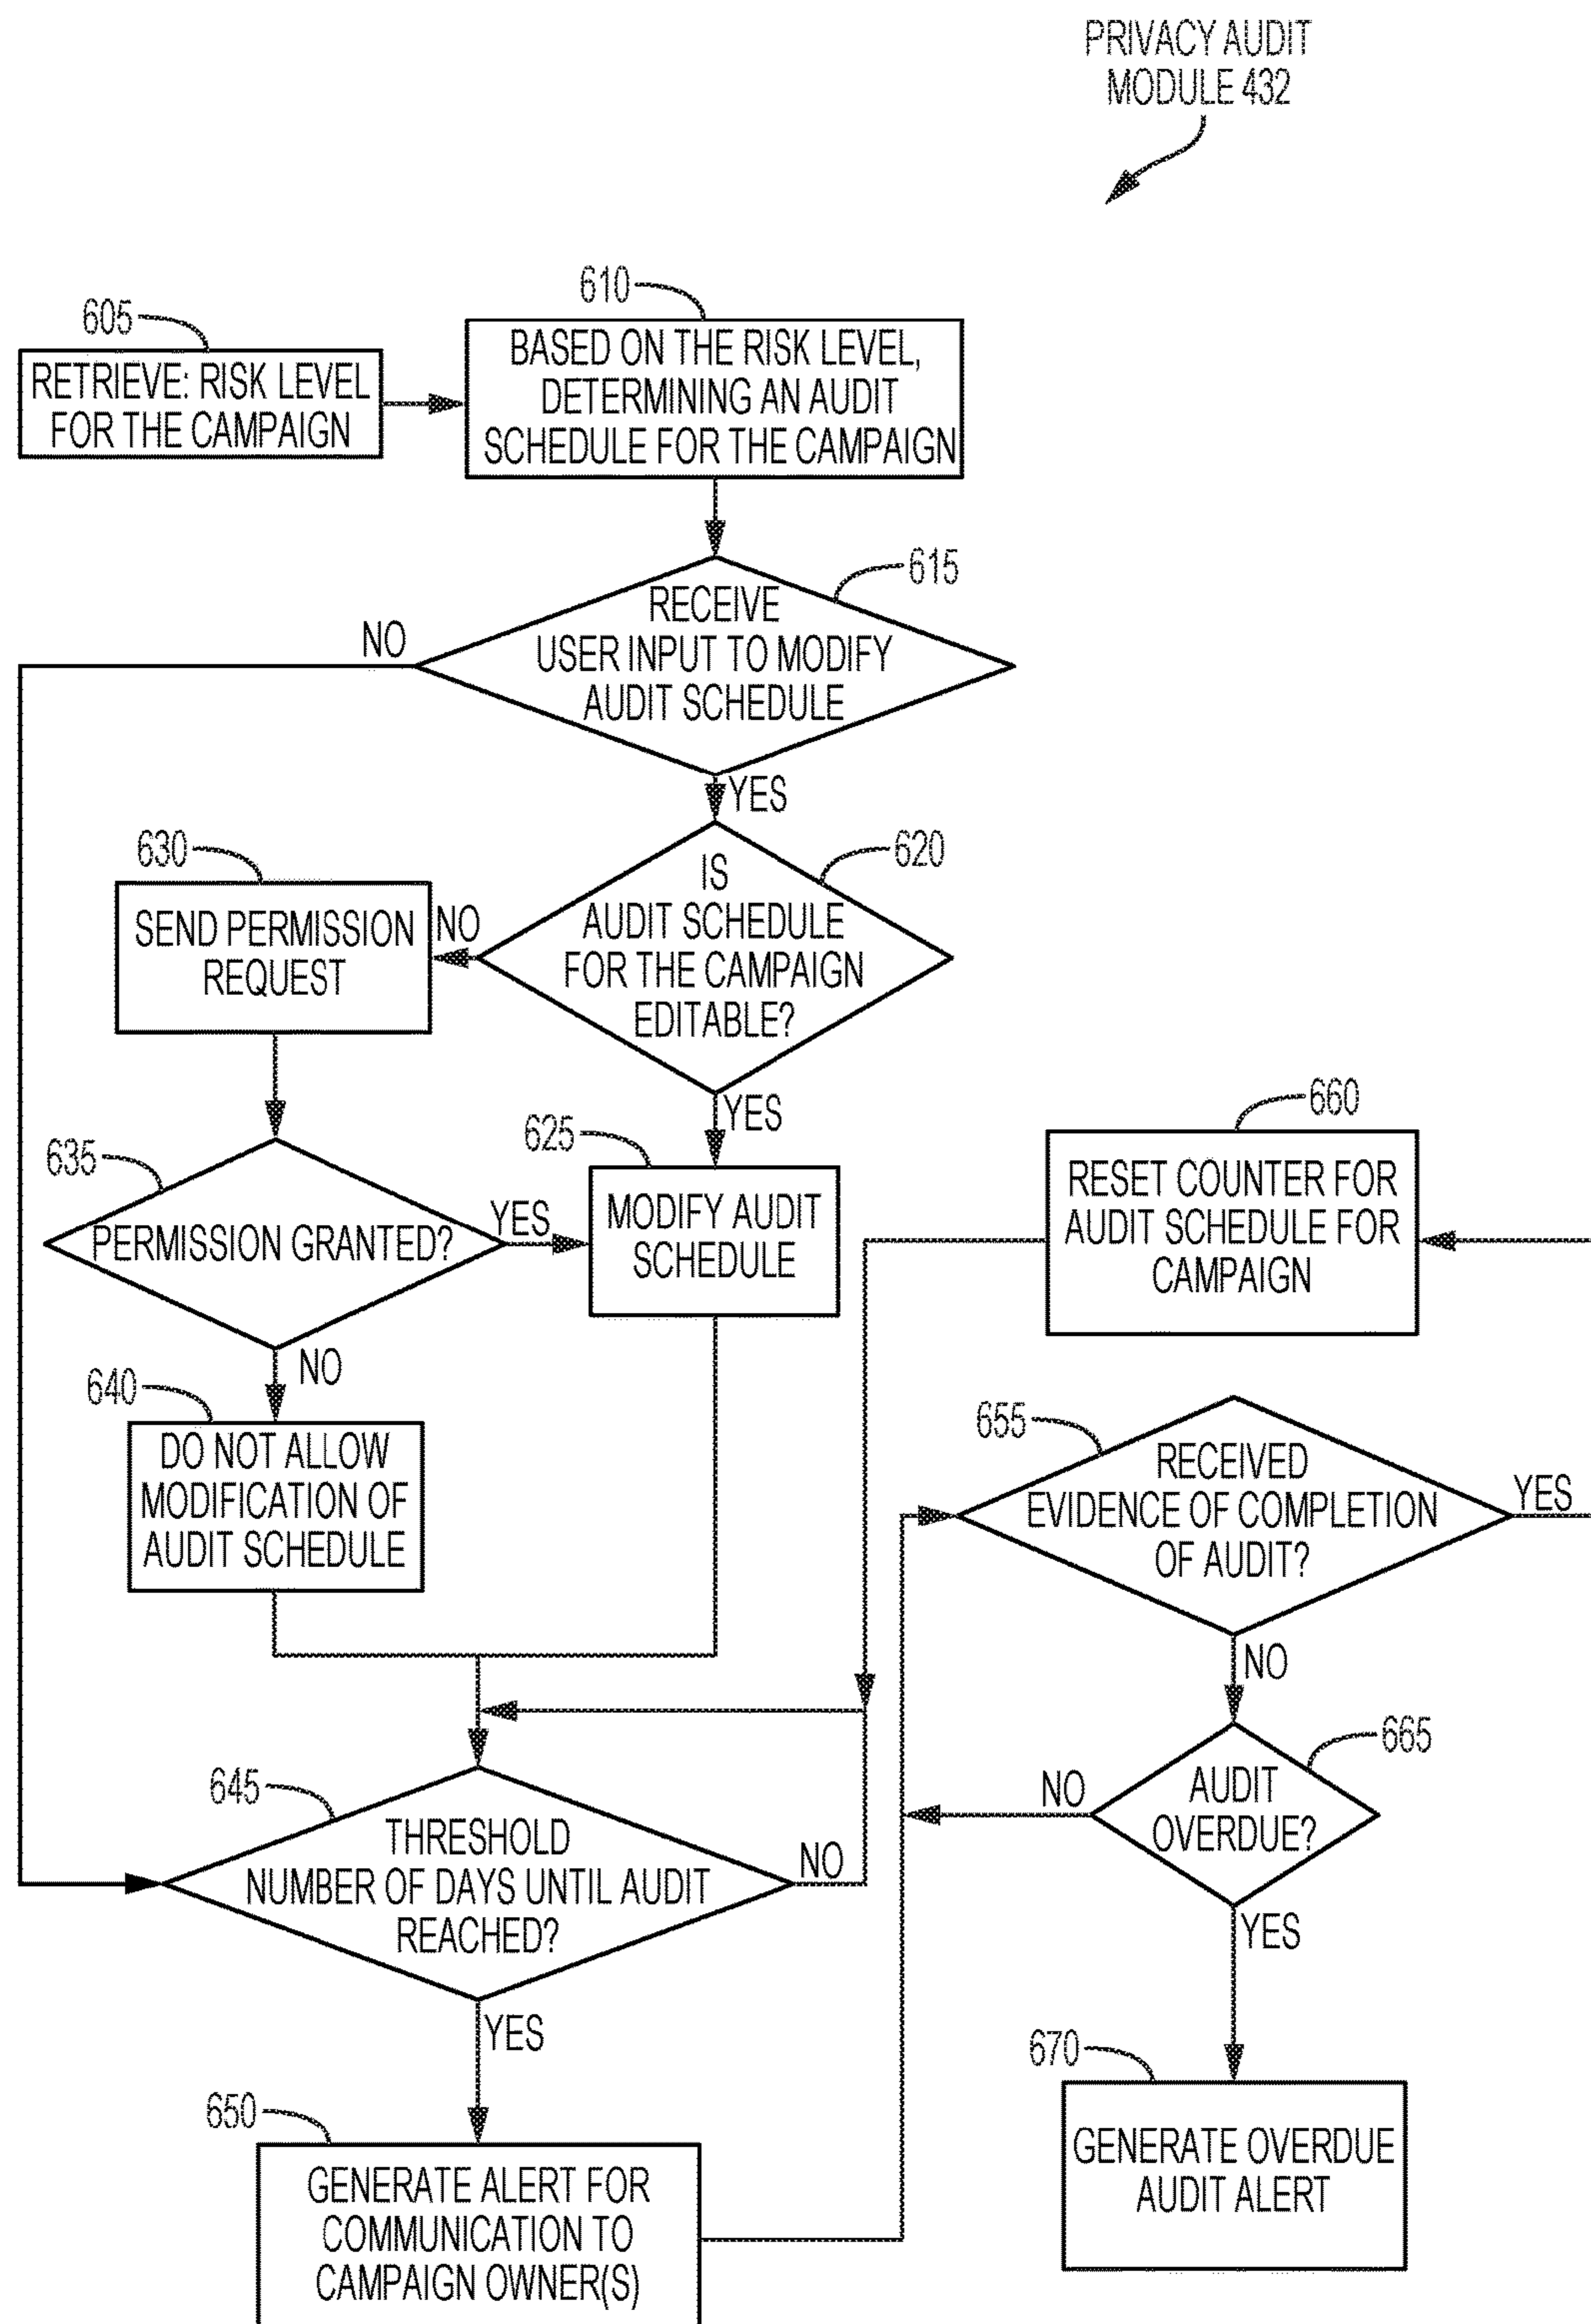 PRIVACY AUDIT
MODULE 432
605
RETRIEVE: RISK LEVEL
FOR THE CAMPAIGN
610
BASED ON THE RISK LEVEL,
DETERMINING AN AUDIT
SCHEDULE FOR THE CAMPAIGN
615
RECEIVE
USER INPUT TO MODIFY
AUDIT SCHEDULE
NO
YES
620
IS
AUDIT SCHEDULE
FOR THE CAMPAIGN
EDITABLE?
NO
YES
630
SEND PERMISSION
REQUEST
635
PERMISSION GRANTED?
YES
NO
625
MODIFY AUDIT
SCHEDULE
640
DO NOT ALLOW
MODIFICATION OF
AUDIT SCHEDULE
660
RESET COUNTER FOR
AUDIT SCHEDULE FOR
CAMPAIGN
655
RECEIVED
EVIDENCE OF COMPLETION
OF AUDIT?
YES
NO
665
AUDIT
OVERDUE?
NO
YES
645
THRESHOLD
NUMBER OF DAYS UNTIL AUDIT
REACHED?
NO
YES
650
GENERATE ALERT FOR
COMMUNICATION TO
CAMPAIGN OWNER(S)
670
GENERATE OVERDUE
AUDIT ALERT